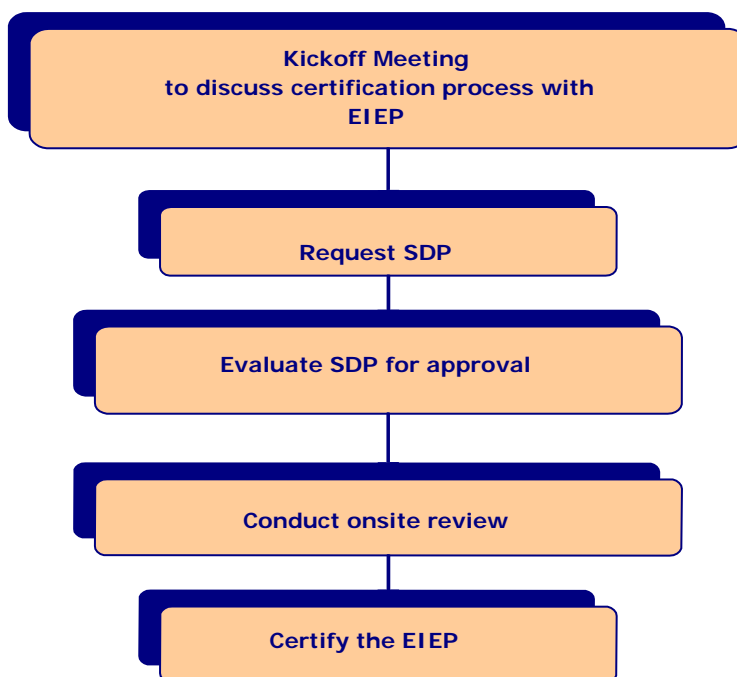 Kickoff Meeting
to discuss certification process with
EIEP
Request SDP
Evaluate SDP for approval
Conduct onsite review
Certify the EIEP